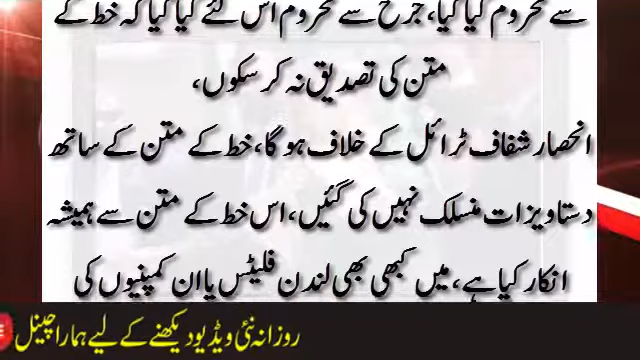 سے محروم کیا گیا، جرح سے محروم اس لئے کیا گیا کہ خط کے
متن کی تصدیق نہ کر سکوں،
انحصار شفاف ٹرائل کے خلاف ہو گا، خط کے متن کے ساتھ
دستاویزات منسلک نہیں کی گئیں، اس خط کے متن سے ہمیشہ
انکار کیا ہے، میں کبھی بھی لندن فلیٹس یا ان کمپنیوں کی
روزانہ نئی ویڈیو دیکھنے کے لیے ہمارا چینل